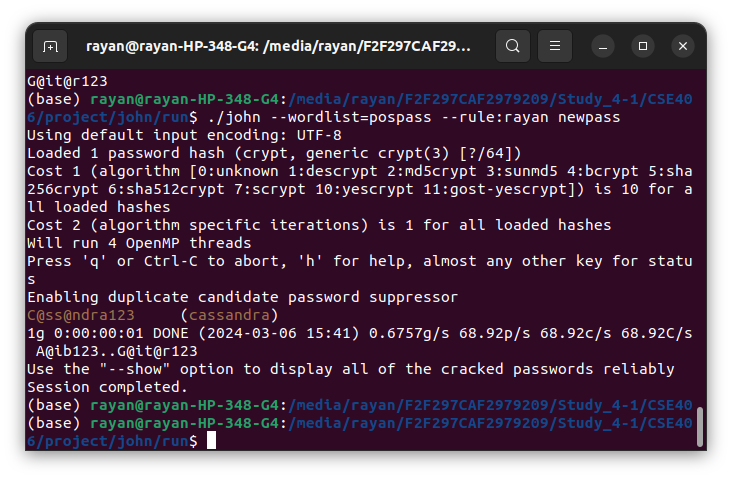 rayan@rayan-HP-348-G4: /media/rayan/F2F297CAF29...
G@it@r123
(base) rayan@rayan-HP-348-G4:/media/rayan/F2F297CAF2979209/Study_4-1/CSE40
6/project/john/run$ ./john --wordlist=pospass --rule:rayan newpass
Using default input encoding: UTF-8
Loaded 1 password hash (crypt, generic crypt(3) [?/64])
Cost 1 (algorithm [0:unknown 1:descrypt 2:md5crypt 3:sunmd5 4:bcrypt 5:sha
256crypt 6:sha512crypt 7:scrypt 10:yescrypt 11:gost-yescrypt]) is 10 for a
ll loaded hashes
Cost 2 (algorithm specific iterations) is 1 for all loaded hashes
Will run 4 OpenMP threads
Press 'q' or Ctrl-C to abort, 'h' for help, almost any other key for statu
s
Enabling duplicate candidate password suppressor
C@ss@ndra123     (cassandra)
1g 0:00:00:01 DONE (2024-03-06 15:41) 0.6757g/s 68.92p/s 68.92c/s 68.92C/s
 A@ib123..G@it@r123
Use the "--show" option to display all of the cracked passwords reliably
Session completed.
(base) rayan@rayan-HP-348-G4:/media/rayan/F2F297CAF2979209/Study_4-1/CSE40
(base) rayan@rayan-HP-348-G4:/media/rayan/F2F297CAF2979209/Study_4-1/CSE40
6/project/john/run$